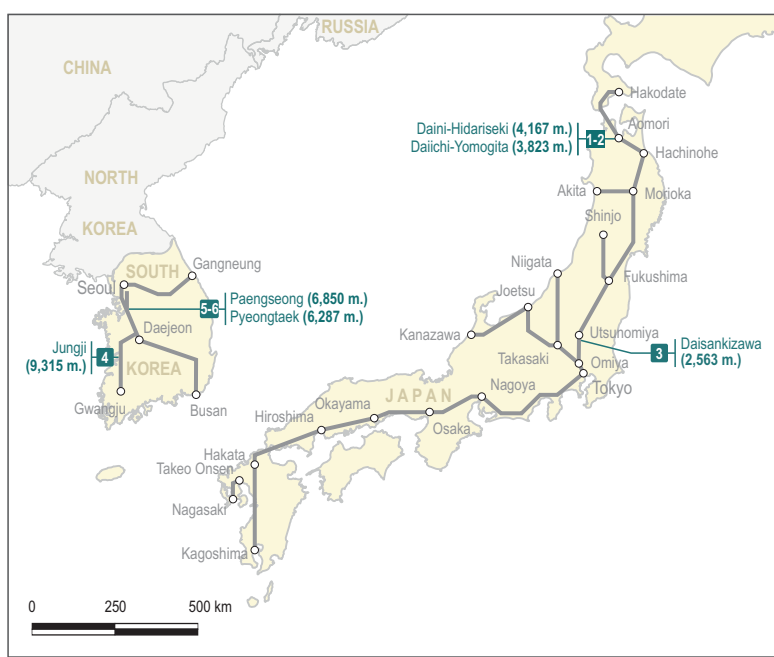 RUSSIA
CHINA
NORTH
KOREA
SOUTH
KOREA
JAPAN
Hakodate
Aomori
Hachinohe
Akita
Morioka
Shinjo
Niigata
Fukushima
Joetsu
Kanazawa
Utsunomiya
Takasaki
Omiya
Tokyo
Nagoya
Osaka
Okayama
Hiroshima
Hakata
Takeo Onsen
Nagasaki
Kagoshima
Gangneung
Seoul
Daejeon
Gwangju
Busan
Daini-Hidariseki (4,167 m.)
Daiichi-Yomogita (3,823 m.)
1-2
3
Daisankizawa
(2,563 m.)
Jungji
(9,315 m.)
4
5-6
Paengseong (6,850 m.)
Pyeongtaek (6,287 m.)
0 250 500 km